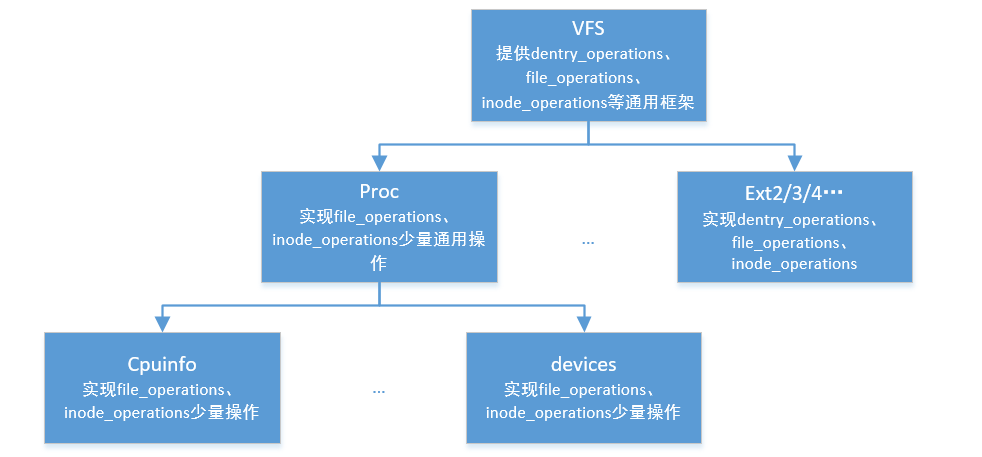 VFS
提供dentry_operations、
file_operations、
inode_operations等通用框架
Proc
实现file_operations、
inode_operations少量通用操
作
...
Ext2/3/4…
实现dentry_operations、
file_operations、
inode_operations
Cpuinfo
实现file_operations、
inode_operations少量操作
...
devices
实现file_operations、
inode_operations少量操作